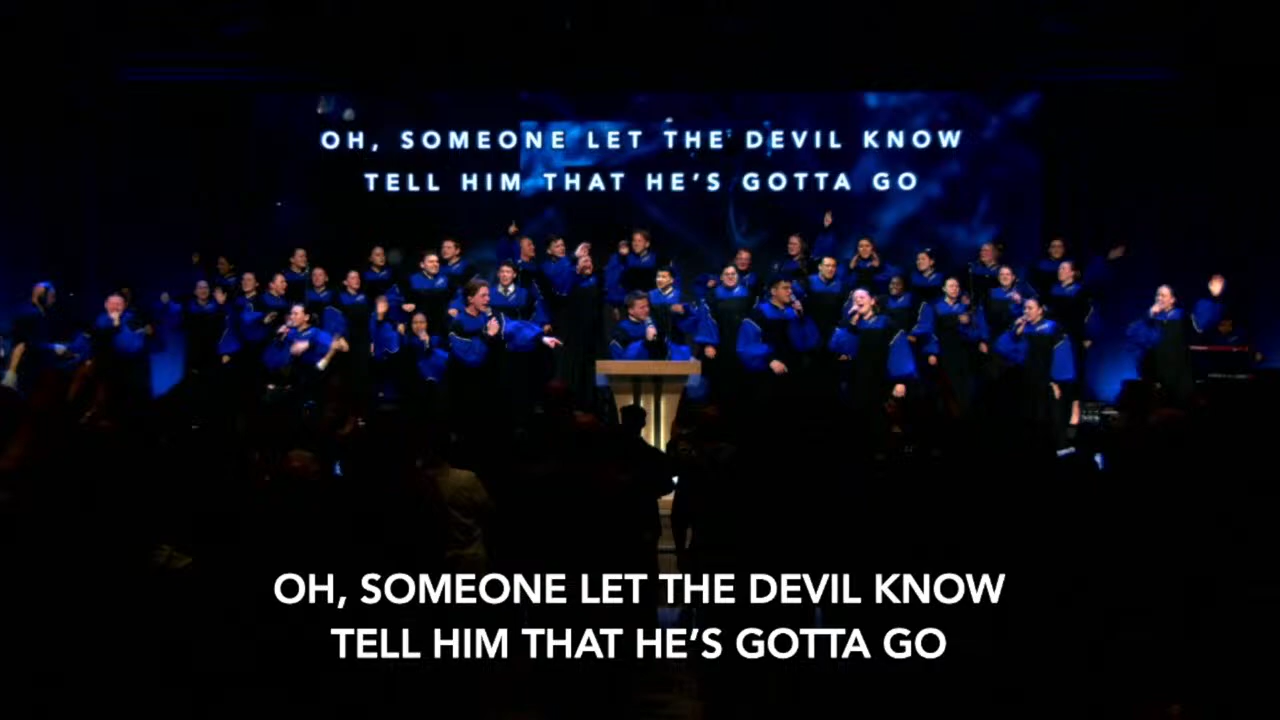 OH, SOMEONE LET THE DEVIL KNOW
TELL HIM THAT HE'S GOTTA GO
OH, SOMEONE LET THE DEVIL KNOW
TELL HIM THAT HE'S GOTTA GO